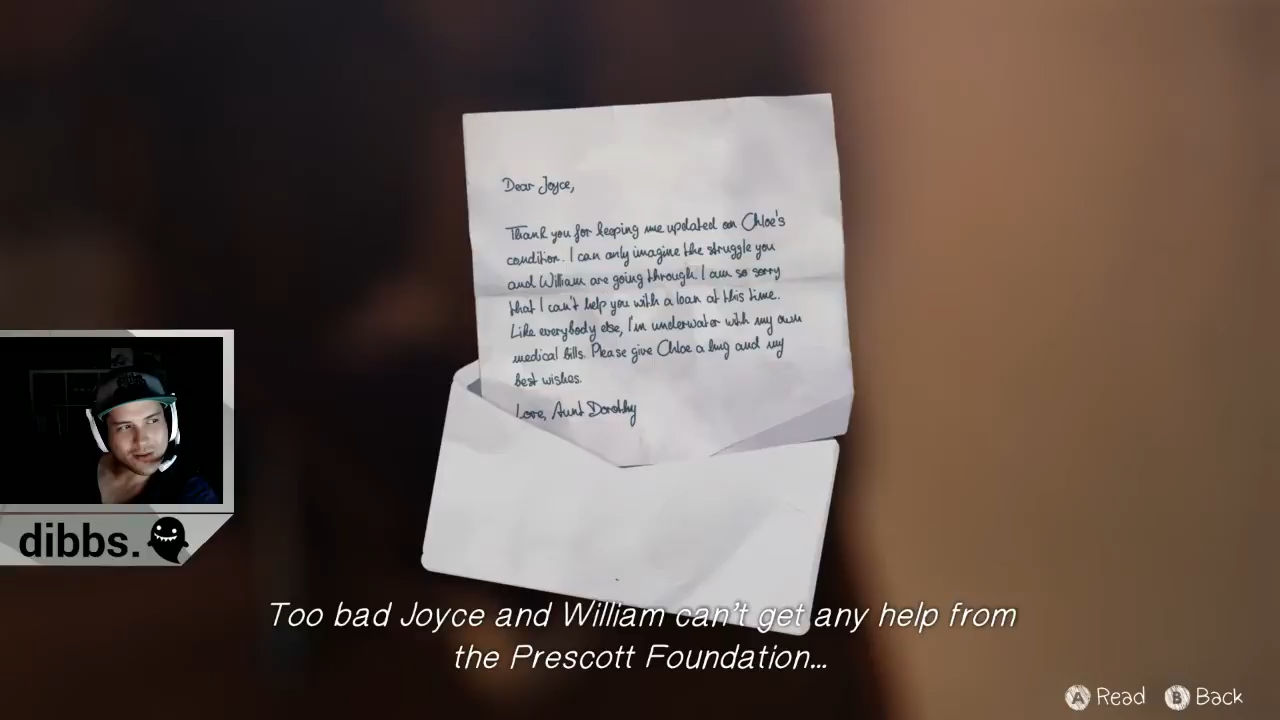 Dear Joyce,
Thank you for keeping me updated on Chloe's
condition. I can only imagine the struggle you
and William are going through. I am so sorry
that I can't help you with a loan at this time.
Like everybody else, I'm underwater with my own
medical bills. Please give Chloe a hug and my
best wishes.
Love, Aunt Dorothy
dibbs.
Too bad Joyce and William can't get any help from
the Prescott Foundation...
A Read B Back